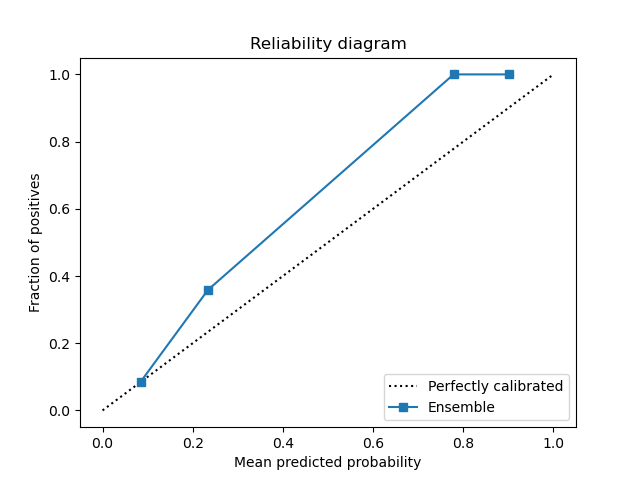 Reliability diagram
1.0
0.8
0.6
0.4
0.2
0.0
Fraction of positives
Perfectly calibrated
Ensemble
0.0 0.2 0.4 0.6 0.8 1.0
Mean predicted probability